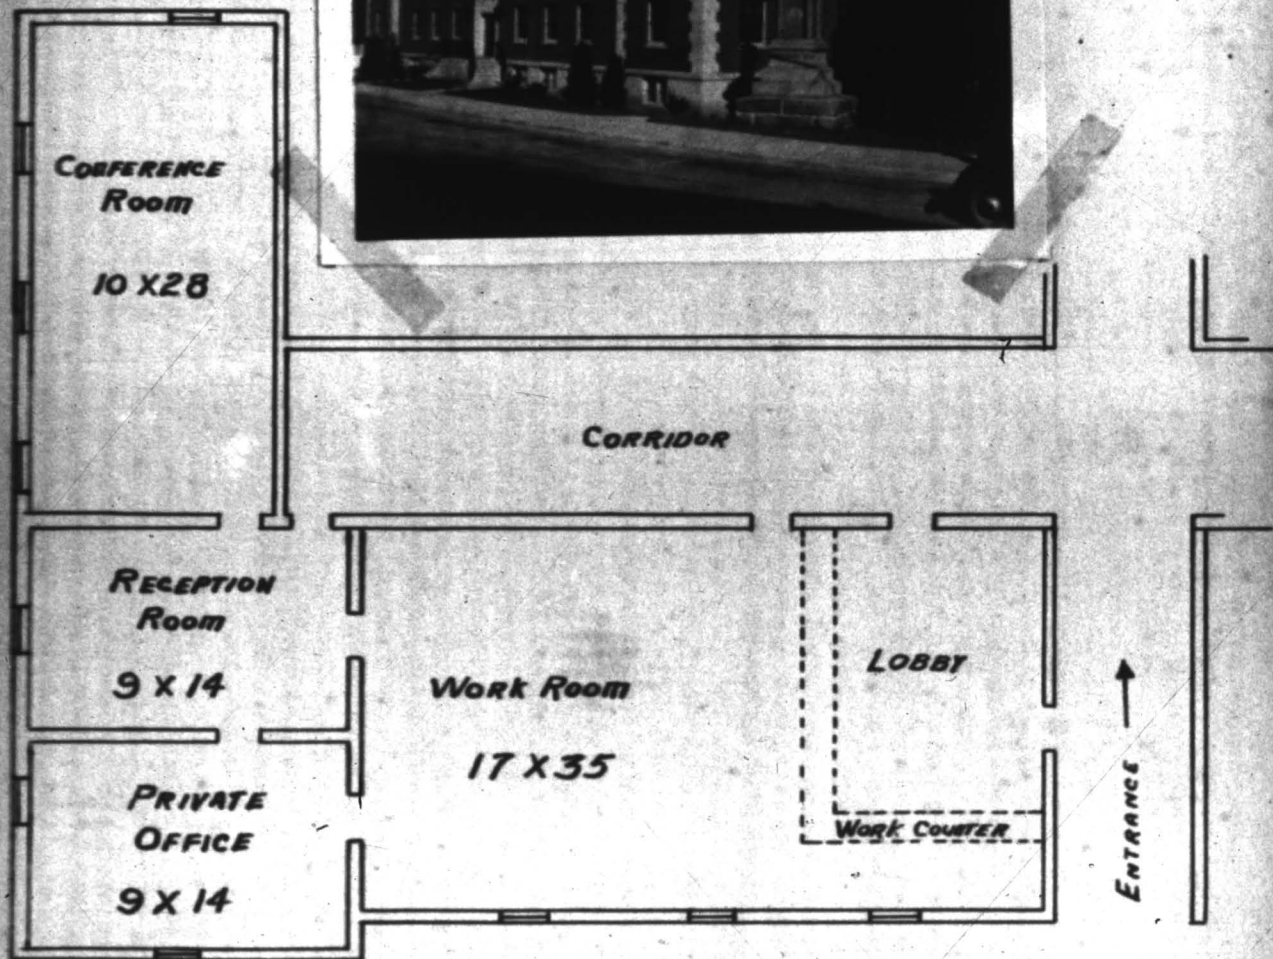 CONFERENCE
ROOM
10 X 28
CORRIDOR
RECEPTION
ROOM
9 X 14
WORK ROOM
17 X 35
LOBBY
WORK COUNTER
PRIVATE
OFFICE
9 X 14
ENTRANCE